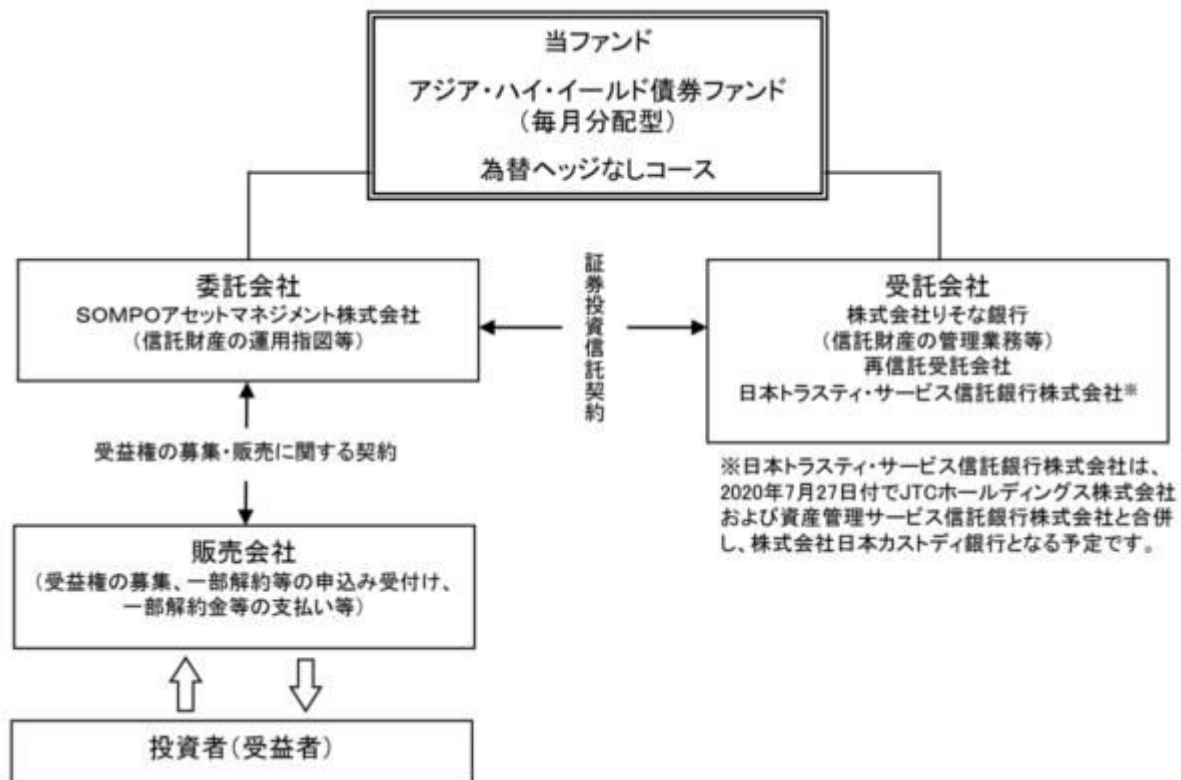 当ファンド
アジア・ハイ・イールド債券ファンド
（毎月分配型）
為替ヘッジなしコース
委託会社
SOMPOアセットマネジメント株式会社
（信託財産の運用指図等）
証券投資信託契約
受託会社
株式会社りそな銀行
（信託財産の管理業務等）
再信託受託会社
日本トラスティ・サービス信託銀行株式会社※
受益権の募集・販売に関する契約
※日本トラスティ・サービス信託銀行株式会社は、
2020年7月27日付でJTCホールディングス株式会社
および資産管理サービス信託銀行株式会社と合併
し、株式会社日本カストディ銀行となる予定です。
販売会社
（受益権の募集、一部解約等の申込み受付け、
一部解約金等の支払い等）
投資者（受益者）